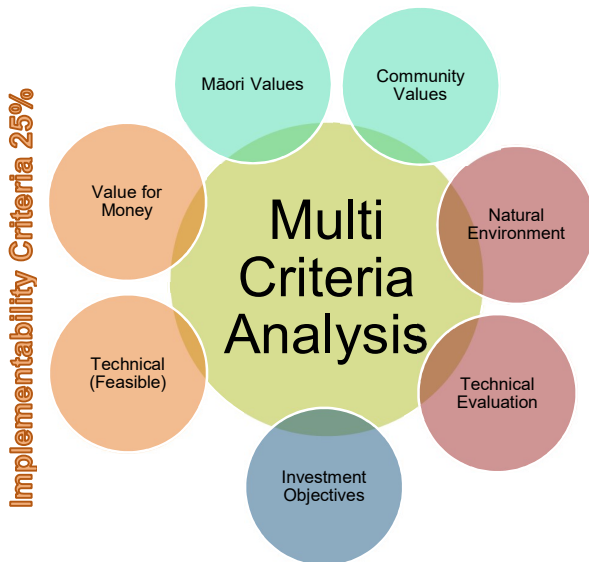 Implementability Criteria 25%
Māori Values
Community
Values
Value for
Money
Natural
Environment
Multi
Criteria
Analysis
Technical
(Feasible)
Technical
Evaluation
Investment
Objectives